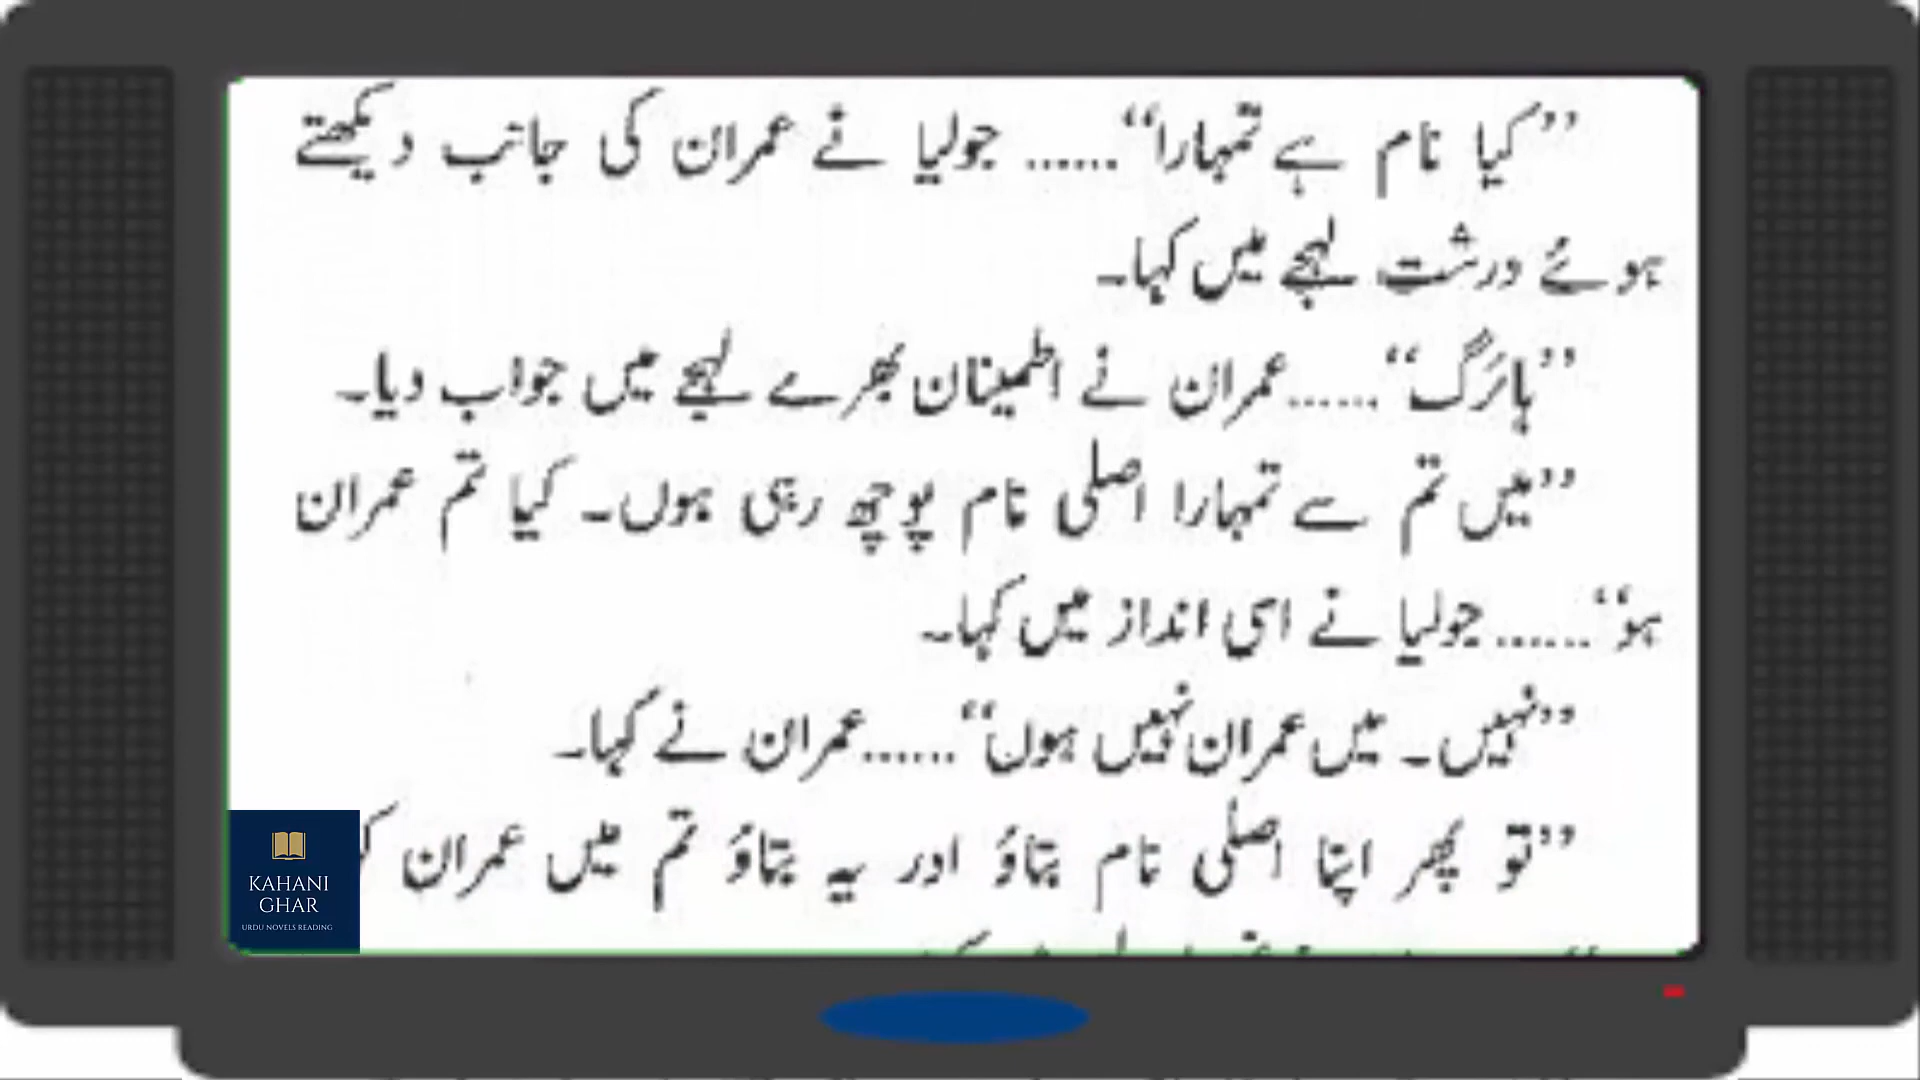 ”کیا نام ہے تمہارا“...... جولیا نے عمران کی جانب دیکھتے
ہوئے درشت لہجے میں کہا۔
”ہارَگ“......عمران نے اطمینان بھرے لہجے میں جواب دیا۔
”میں تم سے تمہارا اصلی نام پوچھ رہی ہوں۔ کیا تم عمران
ہو“...... جولیا نے اسی انداز میں کہا۔
”نہیں۔ میں عمران نہیں ہوں“......عمران نے کہا۔
”تو پھر اپنا اصلی نام بتاؤ اور یہ بتاؤ تم میں عمران
KAHANI
GHAR
URDU NOVELS READING